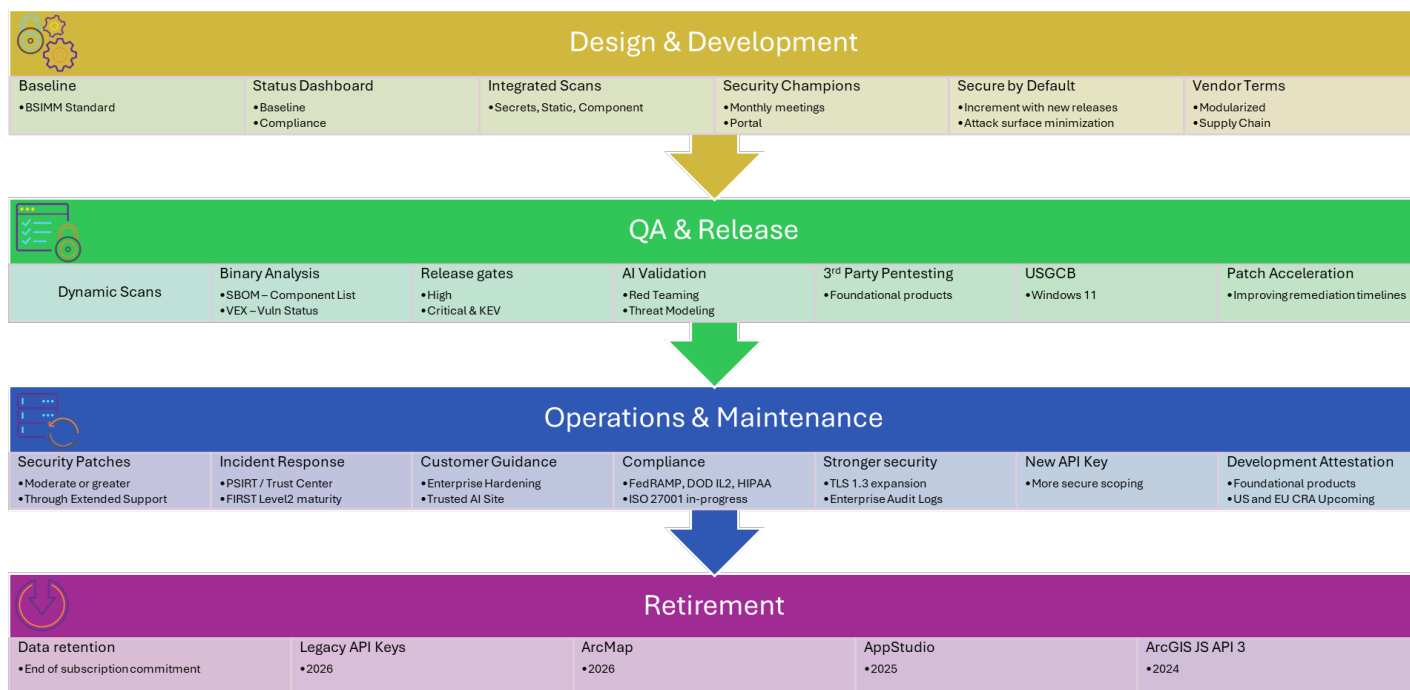 Design & Development
Baseline
•BSIMM Standard
Status Dashboard
•Baseline
•Compliance
Integrated Scans
•Secrets, Static, Component
Security Champions
•Monthly meetings
•Portal
Secure by Default
•Increment with new releases
•Attack surface minimization
Vendor Terms
•Modularized
•Supply Chain
QA & Release
Dynamic Scans
Binary Analysis
•SBOM – Component List
•VEX – Vuln Status
Release gates
•High
•Critical & KEV
AI Validation
•Red Teaming
•Threat Modeling
3rd Party Pentesting
•Foundational products
USGCB
•Windows 11
Patch Acceleration
•Improving remediation timelines
Operations & Maintenance
Security Patches
•Moderate or greater
•Through Extended Support
Incident Response
•PSIRT / Trust Center
•FIRST Level2 maturity
Customer Guidance
•Enterprise Hardening
•Trusted AI Site
Compliance
•FedRAMP, DOD IL2, HIPAA
•ISO 27001 in-progress
Stronger security
•TLS 1.3 expansion
•Enterprise Audit Logs
New API Key
•More secure scoping
Development Attestation
•Foundational products
•US and EU CRA Upcoming
Retirement
Data retention
•End of subscription commitment
Legacy API Keys
•2026
ArcMap
•2026
AppStudio
•2025
ArcGIS JS API 3
•2024